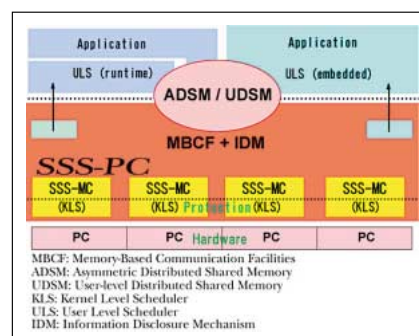 Application
Application
ULS (runtime)
ULS (embedded)
ADSM / UDSM
MBCF + IDM
SSS-PC
SSS-MC SSS-MC SSS-MC SSS-MC
(KLS) (KLS) Protection (KLS) (KLS)
PC PC Hardware PC PC
MBCF: Memory-Based Communication Facilities
ADSM: Asymmetric Distributed Shared Memory
UDSM: User-level Distributed Shared Memory
KLS: Kernel Level Scheduler
ULS: User Level Scheduler
IDM: Information Disclosure Mechanism